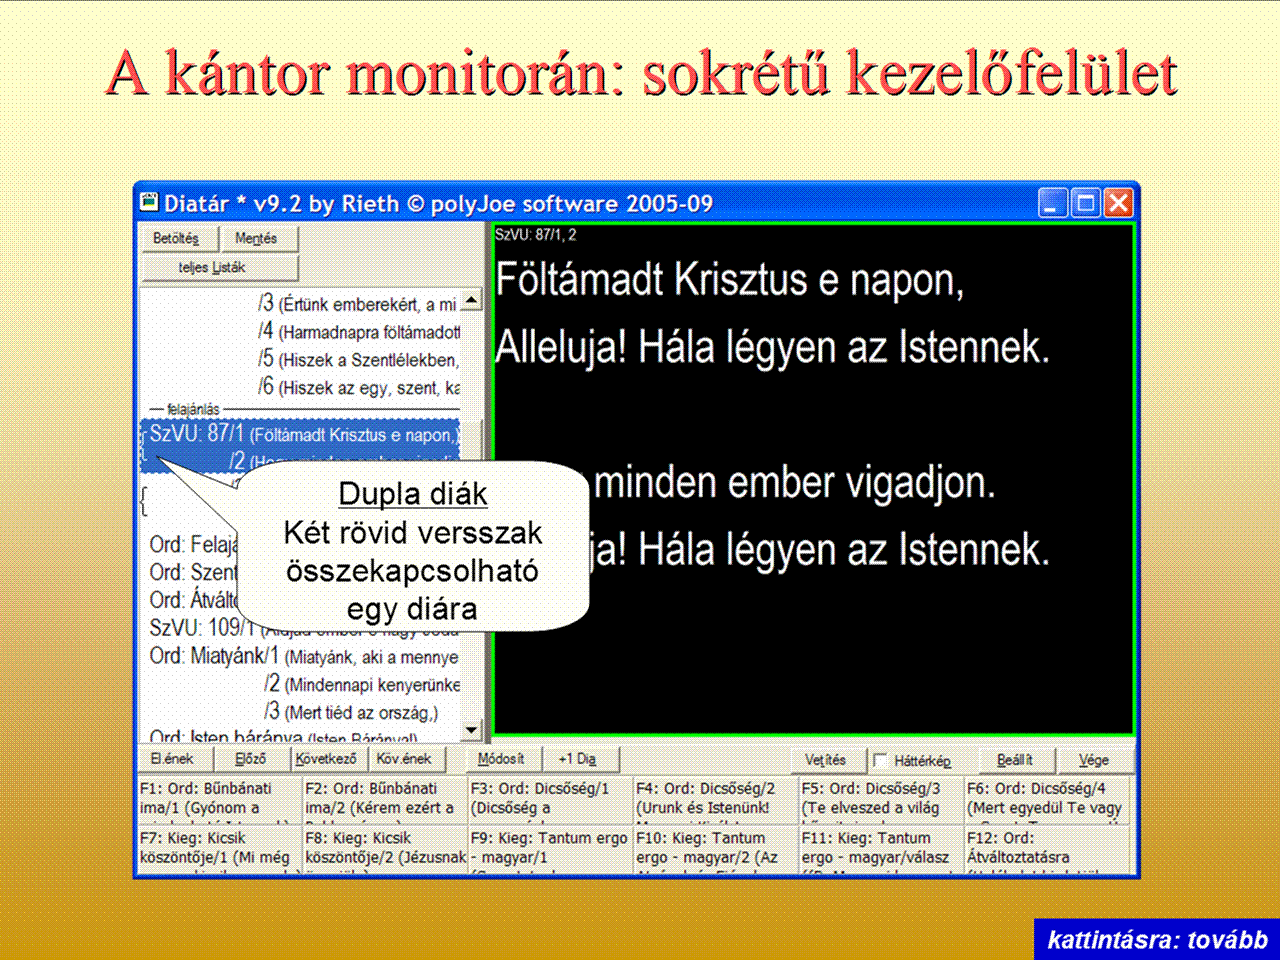 A kántor monitorán: sokrétű kezelőfelület
Diatár * v9.2 by Rieth © polyJoe software 2005-09
Betöltés Mentés
teljes Listák
/3 (Értünk emberekért, a mi
/4 (Harmadnapra föltámadott
/5 (Hiszek a Szentlélekben,
/6 (Hiszek az egy, szent, ka
felajánlás
SzVU: 87/1 (Föltámadt Krisztus e napon,)
/2
Ord: Felajá
Ord: Szent
Ord: Átvált
SzVU: 109/1
Ord: Miatyánk/1 (Miatyánk, aki a mennye
/2 (Mindennapi kenyerünke
/3 (Mert tiéd az ország,)
Ord: Isten báránya (Isten Báránya!)
Dupla diák
Két rövid versszak
összekapcsolható
egy diára
SzVU: 87/1, 2
Föltámadt Krisztus e napon,
Alleluja! Hála légyen az Istennek.
minden ember vigadjon.
ja! Hála légyen az Istennek.
El.ének Előző Következő Köv.ének Módosít +1 Dia Vetítés Háttérkép Beállít Vége
F1: Ord: Bűnbánati
ima/1 (Gyónom a
F2: Ord: Bűnbánati
ima/2 (Kérem ezért a
F3: Ord: Dicsőség/1
(Dicsőség a
F4: Ord: Dicsőség/2
(Urunk és Istenünk!
F5: Ord: Dicsőség/3
(Te elveszed a világ
F6: Ord: Dicsőség/4
(Mert egyedül Te vagy
F7: Kieg: Kicsik
köszöntője/1 (Mi még
F8: Kieg: Kicsik
köszöntője/2 (Jézusnak
F9: Kieg: Tantum ergo
- magyar/1
F10: Kieg: Tantum
ergo - magyar/2 (Az
F11: Kieg: Tantum
ergo - magyar/válasz
F12: Ord:
Átváltoztatásra
kattintásra: tovább